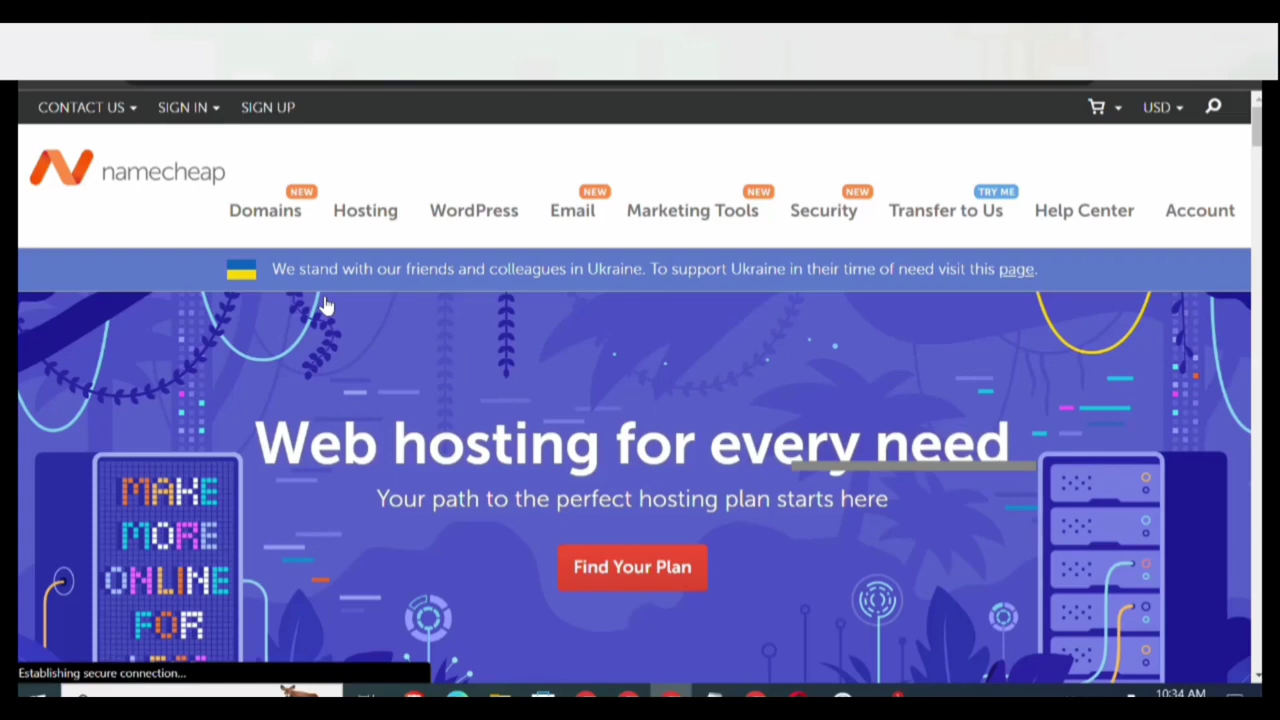 CONTACT US SIGN IN SIGN UP USD
namecheap
NEW NEW NEW NEW TRY ME
Domains Hosting WordPress Email Marketing Tools Security Transfer to Us Help Center Account
We stand with our friends and colleagues in Ukraine. To support Ukraine in their time of need visit this page.
Web hosting for every need
Your path to the perfect hosting plan starts here
Find Your Plan
MAKE
MORE
ONLINE
FOR
Establishing secure connection...
10:34 AM